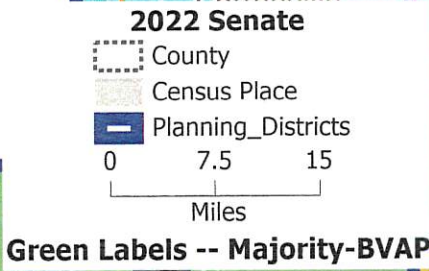 2022 Senate
County
Census Place
Planning_Districts
0 7.5 15
Miles
Green Labels -- Majority-BVAP